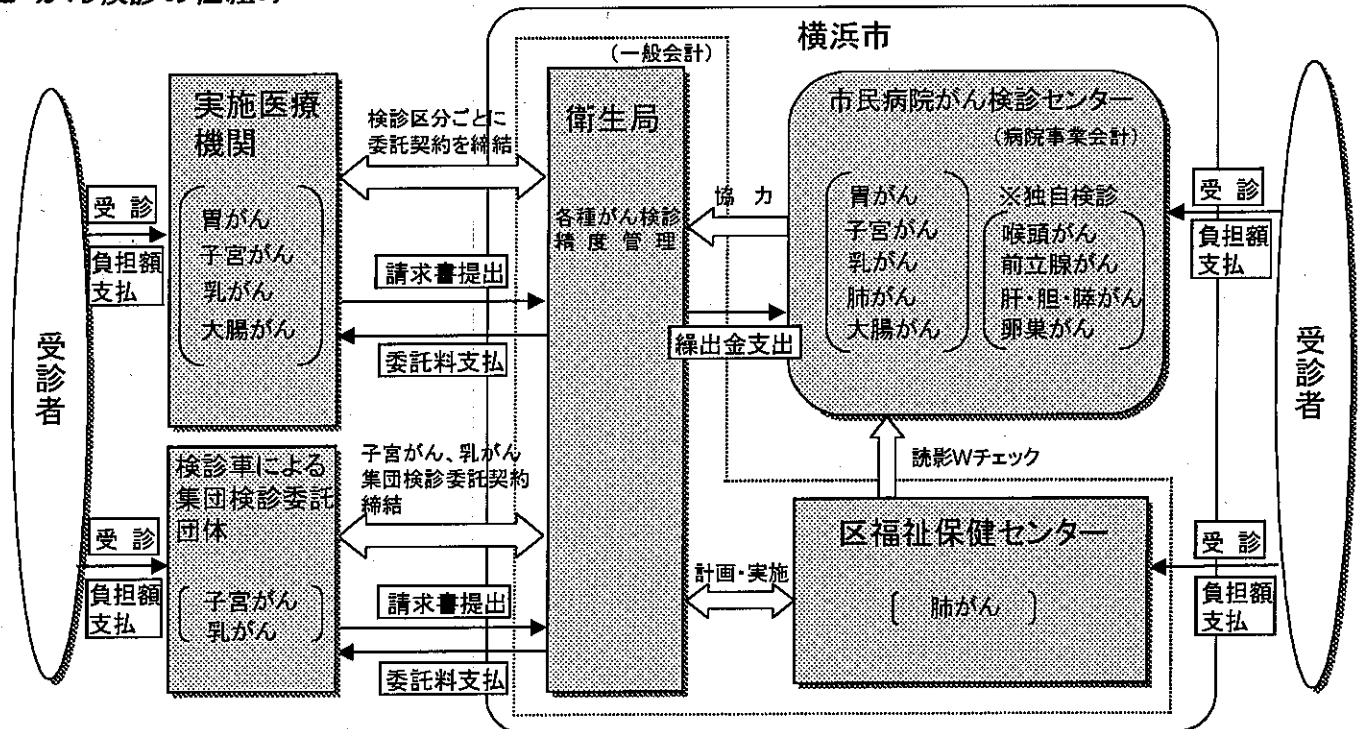 がん検診の仕組み
横浜市
(一般会計)
受診者
受 診
負担額
支払
実施医療
機関
胃がん
子宮がん
乳がん
大腸がん
検診区分ごとに
委託契約を締結
請求書提出
委託料支払
衛生局
各種がん検診
精度管理
協 力
繰出金支出
市民病院がん検診センター
(病院事業会計)
胃がん
子宮がん
乳がん
肺がん
大腸がん
※独自検診
喉頭がん
前立腺がん
肝・胆・膵がん
卵巣がん
受 診
負担額
支払
受診者
受 診
負担額
支払
検診車による
集団検診委託
団体
子宮がん
乳がん
子宮がん、乳がん
集団検診委託契約
締結
請求書提出
委託料支払
読影Wチェック
計画・実施
区福祉保健センター
肺がん
受 診
負担額
支払